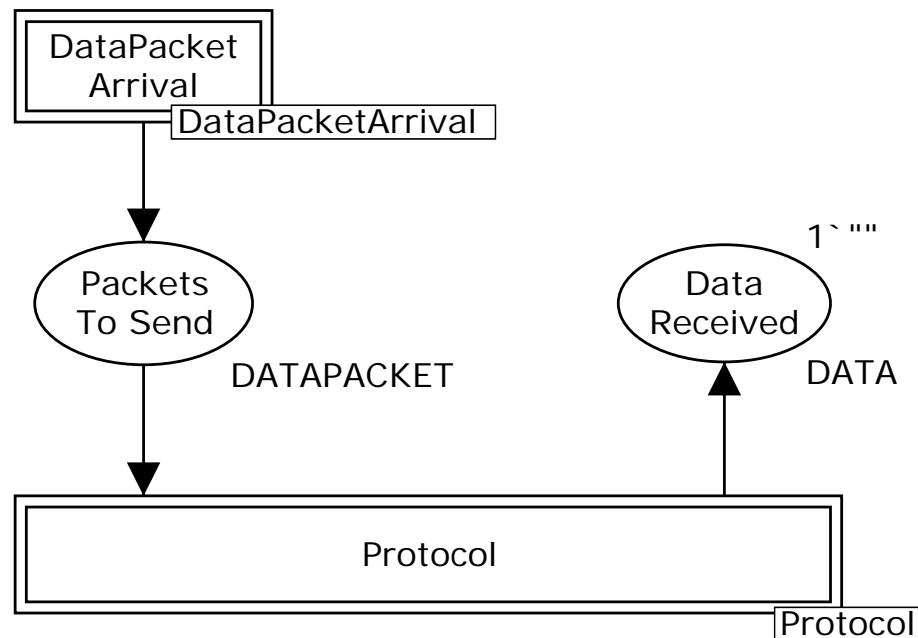 DataPacket
Arrival
DataPacketArrival
1`""
Packets
To Send
Data
Received
DATAPACKET
DATA
Protocol
Protocol